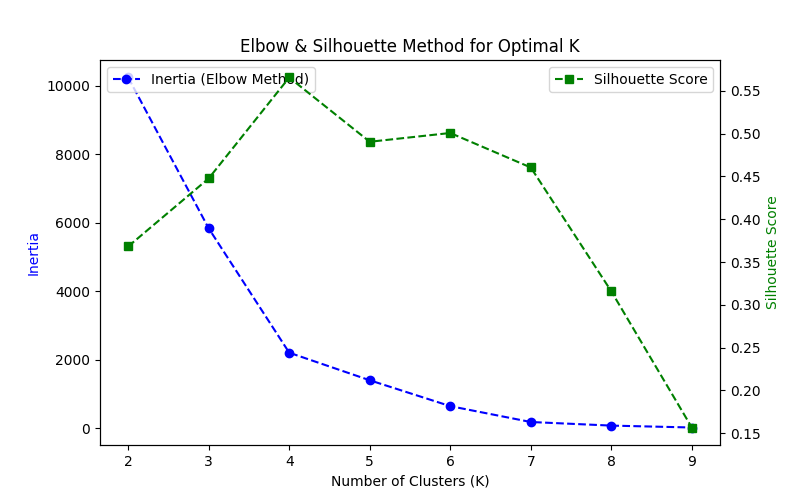 Elbow & Silhouette Method for Optimal K
Inertia (Elbow Method)
Silhouette Score
10000
8000
6000
4000
2000
0
Inertia
0.55
0.50
0.45
0.40
0.35
0.30
0.25
0.20
0.15
Silhouette Score
2 3 4 5 6 7 8 9
Number of Clusters (K)